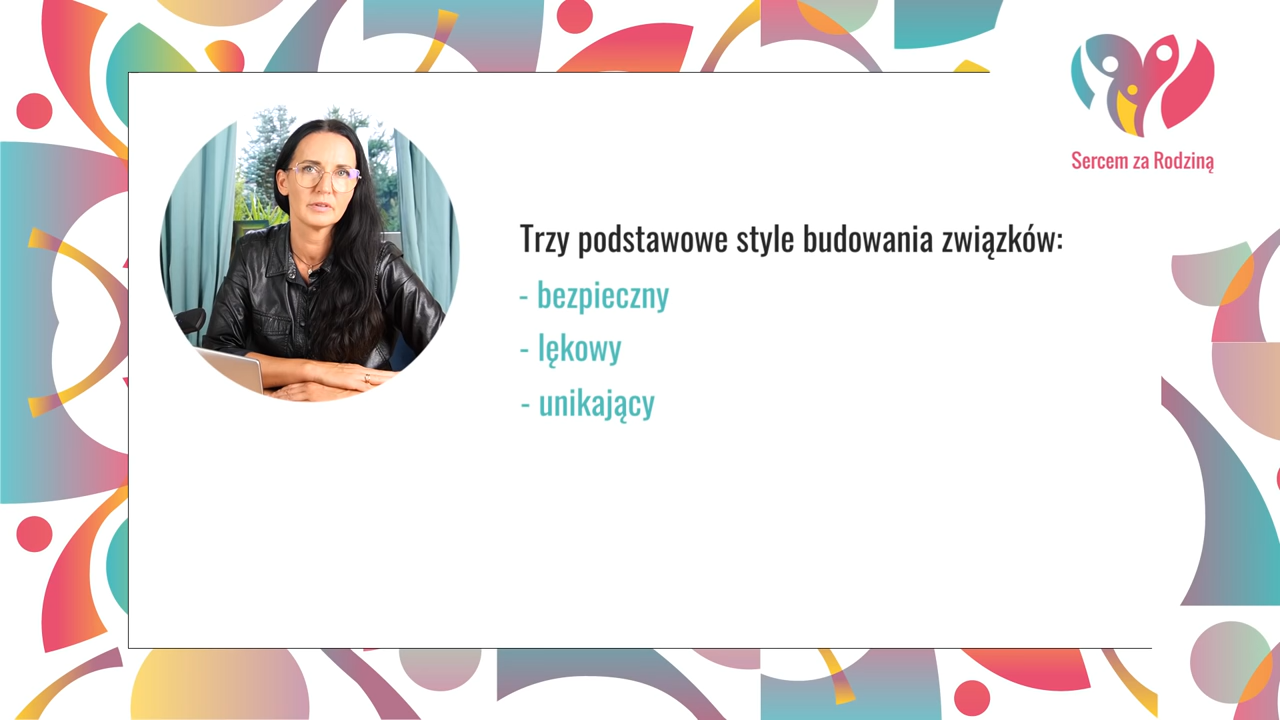 Sercem za Rodziną
Trzy podstawowe style budowania związków:
- bezpieczny
- lękowy
- unikający